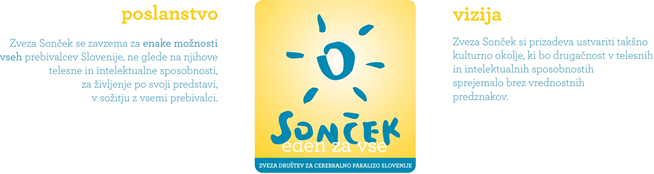 poslanstvo
Zveza Sonček se zavzema za enake možnosti
vseh prebivalcev Slovenije, ne glede na njihove
telesne in intelektualne sposobnosti,
za življenje po svoji predstavi,
v sožitju z vsemi prebivalci.
SONČEK
eden za vse
ZVEZA DRUŠTEV ZA CEREBRALNO PARALIZO SLOVENIJE
vizija
Zveza Sonček si prizadeva ustvariti takšno
kulturno okolje, ki bo drugačnost v telesnih
in intelektualnih sposobnostih
sprejemalo brez vrednostnih
predznakov.